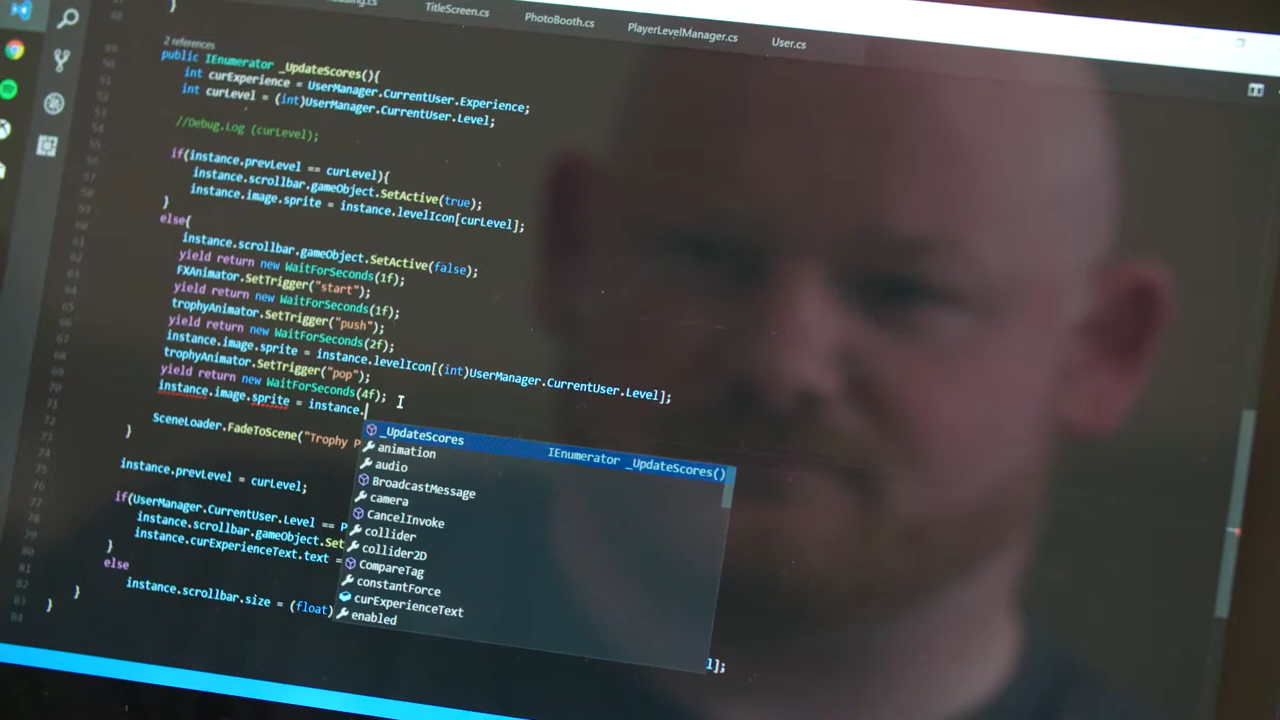 TitleScreen.cs
PhotoBooth.cs
PlayerLevelManager.cs
User.cs
2 references
public IEnumerator _UpdateScores(){
int curExperience = UserManager.CurrentUser.Experience;
int curLevel = (int)UserManager.CurrentUser.Level;
//Debug.Log (curLevel);
if(instance.prevLevel == curLevel){
instance.scrollbar.gameObject.SetActive(true);
instance.image.sprite = instance.levelIcon[curLevel];
}
else{
instance.scrollbar.gameObject.SetActive(false);
yield return new WaitForSeconds(1f);
FXAnimator.SetTrigger("start");
yield return new WaitForSeconds(1f);
trophyAnimator.SetTrigger("push");
yield return new WaitForSeconds(2f);
instance.image.sprite = instance.levelIcon[(int)UserManager.CurrentUser.Level];
trophyAnimator.SetTrigger("pop");
yield return new WaitForSeconds(4f);
instance.image.sprite = instance.
SceneLoader.FadeToScene("Trophy P
}
instance.prevLevel = curLevel;
if(UserManager.CurrentUser.Level == P
instance.scrollbar.gameObject.Set
instance.curExperienceText.text =
}
else
instance.scrollbar.size = (float)
l];
}
}
_UpdateScores IEnumerator _UpdateScores()
animation
audio
BroadcastMessage
camera
CancelInvoke
collider
collider2D
CompareTag
constantForce
curExperienceText
enabled